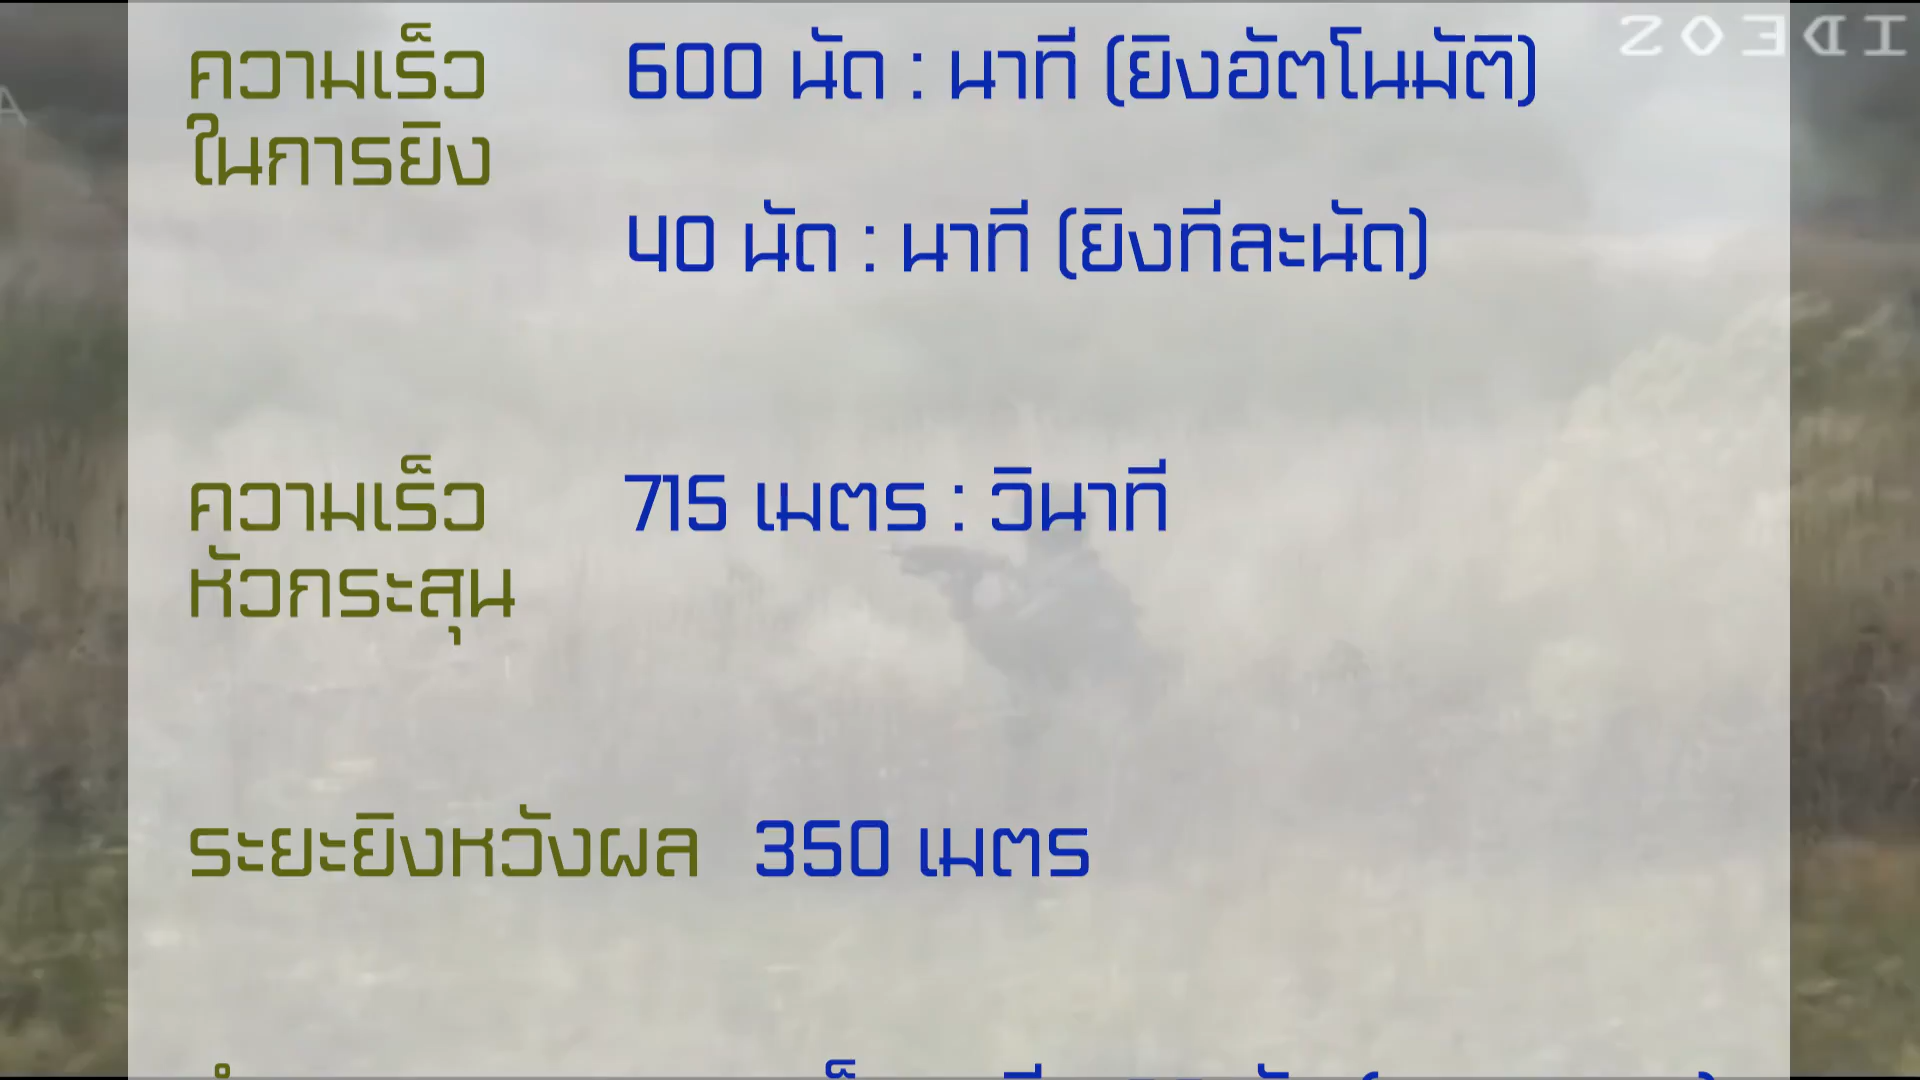 ความเร็ว 600 นัด : นาที (ยิงอัตโนมัติ)
ในการยิง
40 นัด : นาที (ยิงทีละนัด)
ความเร็ว 715 เมตร : วินาที
หัวกระสุน
ระยะยิงหวังผล 350 เมตร